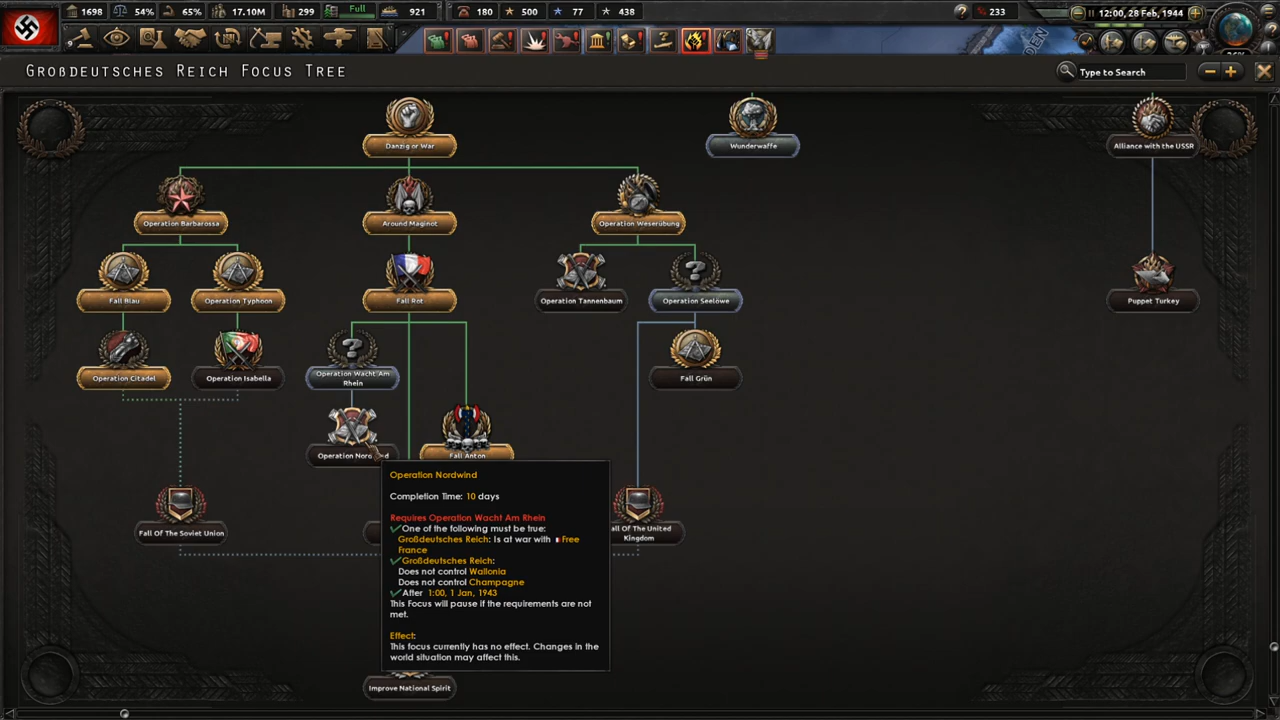 1698
54%
65%
17.10M
299
Full
921
180
500
77
438
?
233
12:00, 28 Feb, 1944
Großdeutsches Reich Focus Tree
Type to Search
Danzig or War
Wunderwaffe
Alliance with the USSR
Operation Barbarossa
Around Maginot
Operation Weserübung
Fall Blau
Operation Typhoon
Fall Rot
Operation Tannenbaum
Operation Seelöwe
Puppet Turkey
Operation Citadel
Operation Isabella
Operation Wacht Am
Rhein
Fall Grün
Operation Nordwind
Fall Anton
Operation Nordwind
Completion Time: 10 days
Requires Operation Wacht Am Rhein
One of the following must be true:
Großdeutsches Reich: Is at war with Free
France
Großdeutsches Reich:
Does not control Wallonia
Does not control Champagne
After 1:00, 1 Jan, 1943
This Focus will pause if the requirements are not
met.
Effect:
This focus currently has no effect. Changes in the
world situation may affect this.
Fall Of The Soviet Union
all Of The United
Kingdom
Improve National Spirit